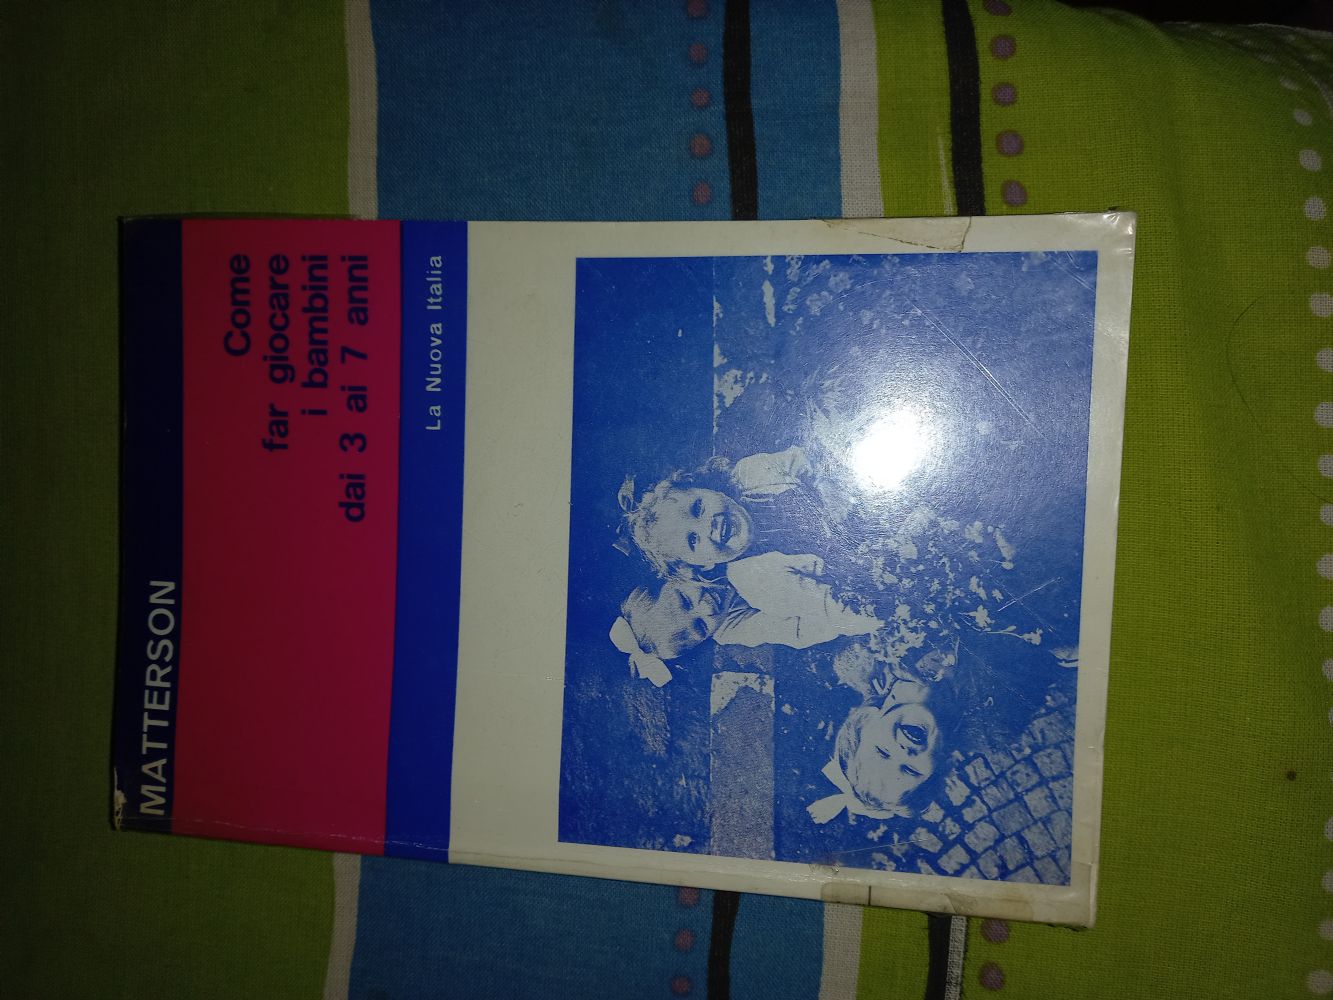 MATTERSON
Come
far giocare
i bambini
dai 3 ai 7 anni
La Nuova Italia